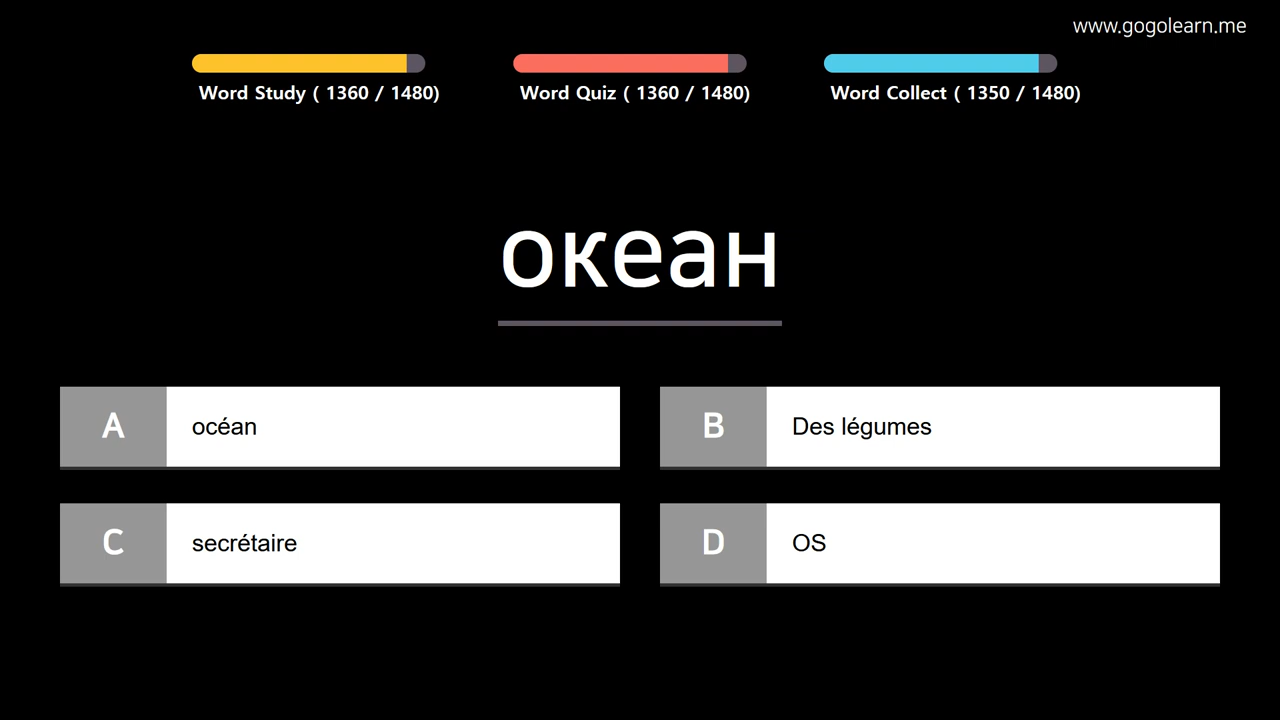 www.gogolearn.me
Word Study ( 1360 / 1480)
Word Quiz ( 1360 / 1480)
Word Collect ( 1350 / 1480)
океан
A océan
B Des légumes
C secrétaire
D OS